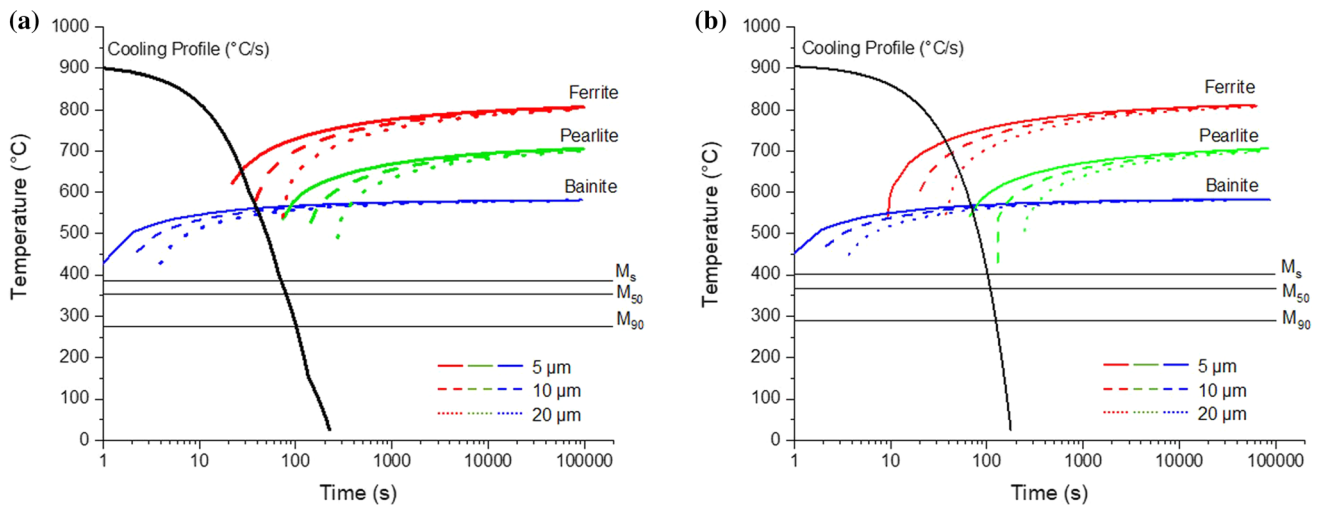 (a)
1000
900
800
700
600
500
400
300
200
100
0
Temperature (°C)
Cooling Profile (°C/s)
Ferrite
Pearlite
Bainite
Ms
M50
M90
5 µm
10 µm
20 µm
1 10 100 1000 10000 100000
Time (s)
(b)
1000
900
800
700
600
500
400
300
200
100
0
Temperature (°C)
Cooling Profile (°C/s)
Ferrite
Pearlite
Bainite
Ms
M50
M90
5 µm
10 µm
20 µm
1 10 100 1000 10000 100000
Time (s)